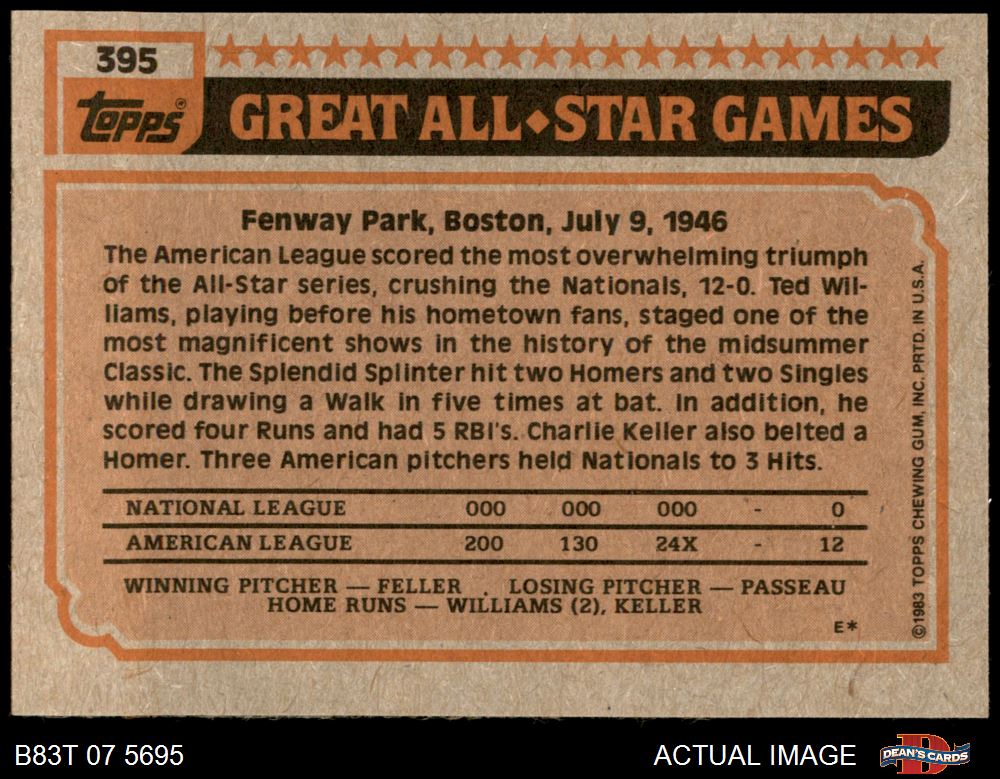 395
topps®
GREAT ALL♦STAR GAMES
Fenway Park, Boston, July 9, 1946
The American League scored the most overwhelming triumph
of the All-Star series, crushing the Nationals, 12-0. Ted Wil-
liams, playing before his hometown fans, staged one of the
most magnificent shows in the history of the midsummer
Classic. The Splendid Splinter hit two Homers and two Singles
while drawing a Walk in five times at bat. In addition, he
scored four Runs and had 5 RBI's. Charlie Keller also belted a
Homer. Three American pitchers held Nationals to 3 Hits.
NATIONAL LEAGUE 000 000 000 - 0
AMERICAN LEAGUE 200 130 24X - 12
WINNING PITCHER — FELLER . LOSING PITCHER — PASSEAU
HOME RUNS — WILLIAMS (2), KELLER
E*
©1983 TOPPS CHEWING GUM, INC. PRTD. IN U.S.A.
B83T 07 5695
ACTUAL IMAGE
D
DEAN'S CARDS